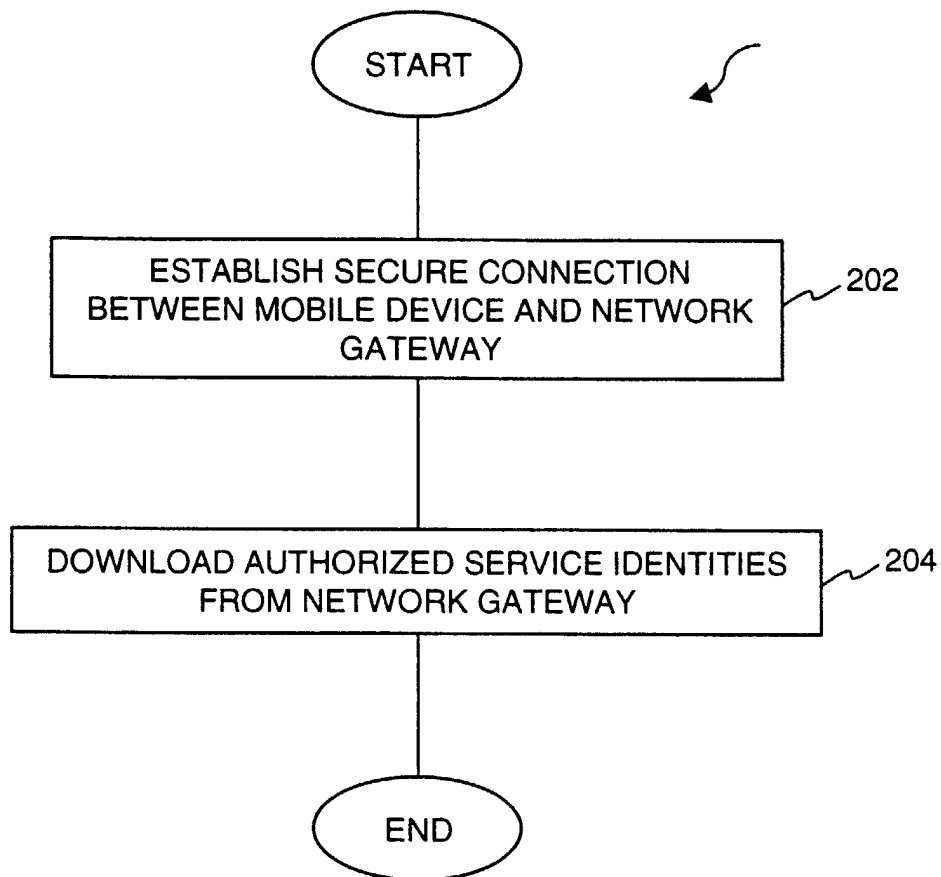 START
ESTABLISH SECURE CONNECTION
BETWEEN MOBILE DEVICE AND NETWORK
GATEWAY
202
DOWNLOAD AUTHORIZED SERVICE IDENTITIES
FROM NETWORK GATEWAY
204
END